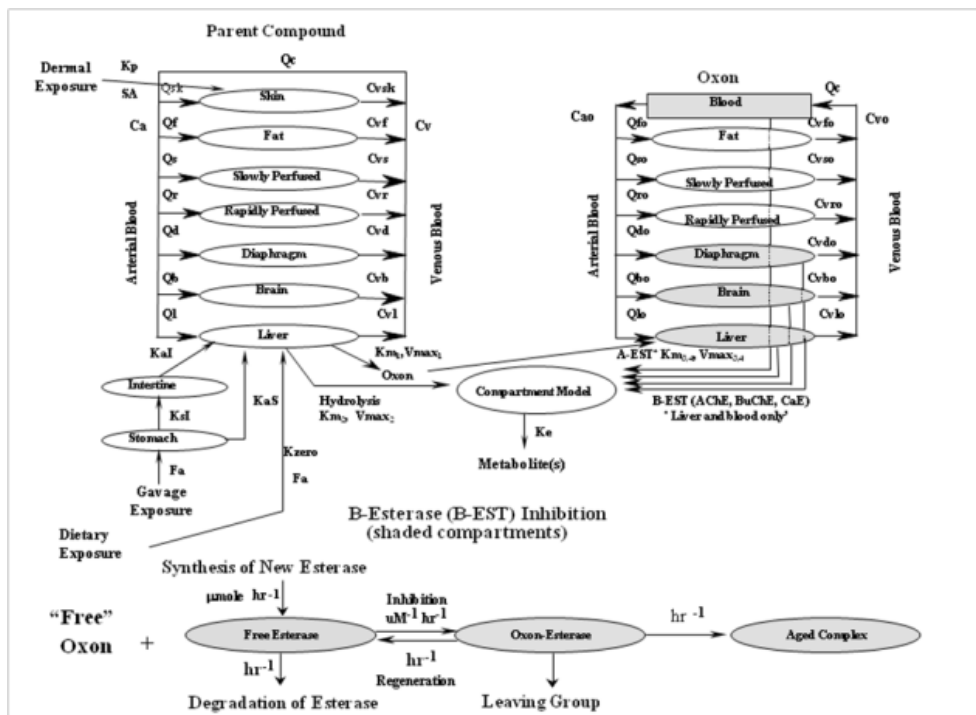 Parent Compound
Qc
Dermal
Exposure
Kp
SA
Qsk
Skin
Cvsk
Ca
Qf
Fat
Cvf
Cv
Qs
Slowly Perfused
Cvs
Qr
Rapidly Perfused
Cvr
Qd
Diaphragm
Cvd
Qb
Brain
Cvb
Ql
Liver
Cvl
Arterial Blood
Venous Blood
KaI
Intestine
KsI
Stomach
KaS
Fa
Gavage
Exposure
Kzero
Fa
Dietary
Exposure
Km₁,Vmax₁
Oxon
Hydrolysis
Km₂, Vmax₂
Oxon
Blood
Qc
Cao
Cvo
Qfo
Fat
Cvfo
Qso
Slowly Perfused
Cvso
Qro
Rapidly Perfused
Cvro
Qdo
Diaphragm
Cvdo
Qbo
Brain
Cvbo
Qlo
Liver
Cvlo
Arterial Blood
Venous Blood
Compartment Model
B-EST (AChE, BuChE, CaE)
Liver and blood only
Ke
Metabolite(s)
B-Esterase (B-EST) Inhibition
(shaded compartments)
Synthesis of New Esterase
µmole hr-1
"Free"
Oxon
+
Free Esterase
Inhibition
uM-1 hr-1
Oxon-Esterase
hr -1
Aged Complex
hr-1
Regeneration
hr-1
Degradation of Esterase
Leaving Group